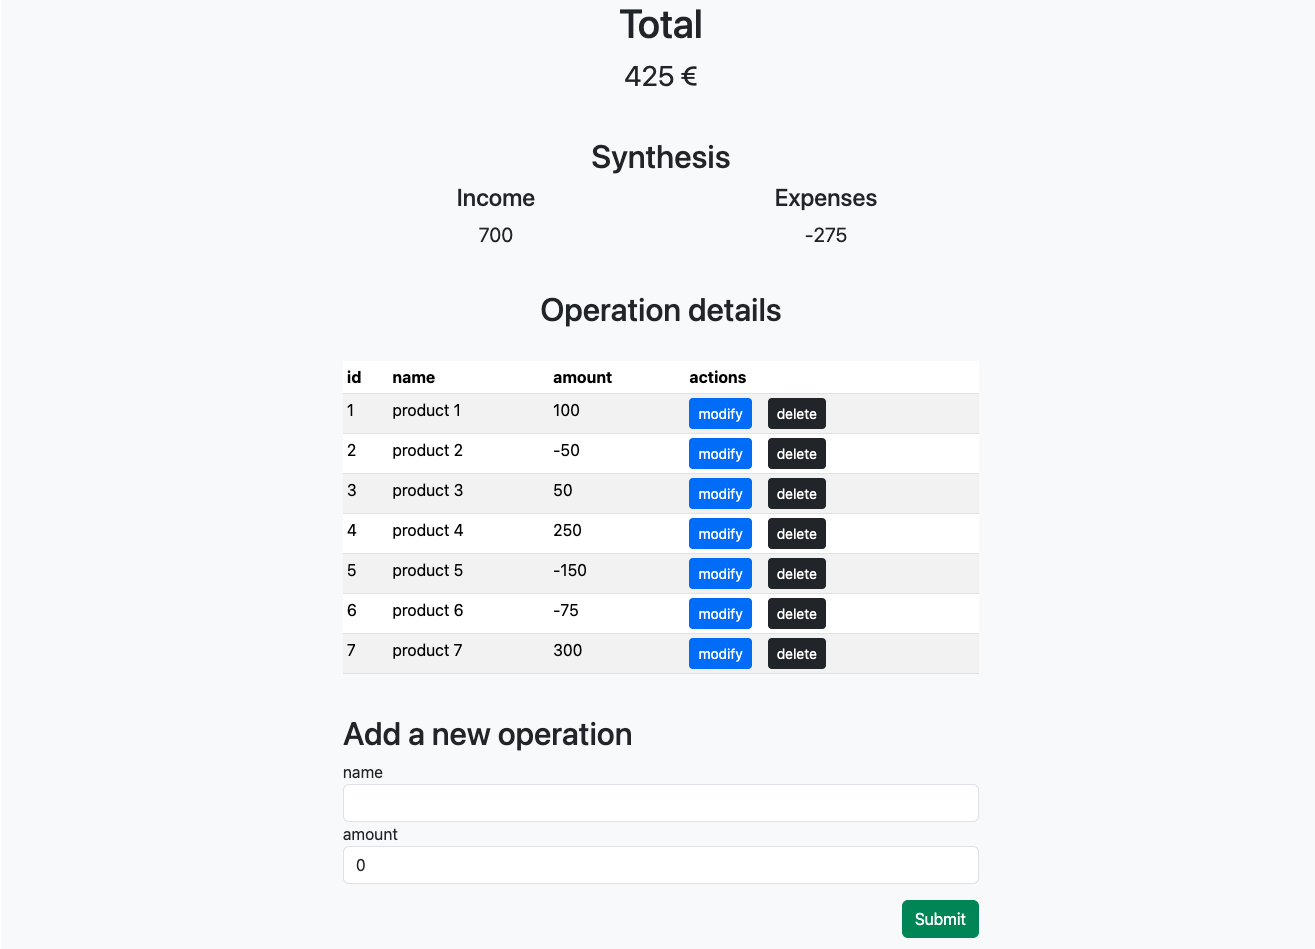 Total
425 €
Synthesis
Income Expenses
700 -275
Operation details
id name amount actions
1 product 1 100 modify delete
2 product 2 -50 modify delete
3 product 3 50 modify delete
4 product 4 250 modify delete
5 product 5 -150 modify delete
6 product 6 -75 modify delete
7 product 7 300 modify delete
Add a new operation
name
amount
0
Submit